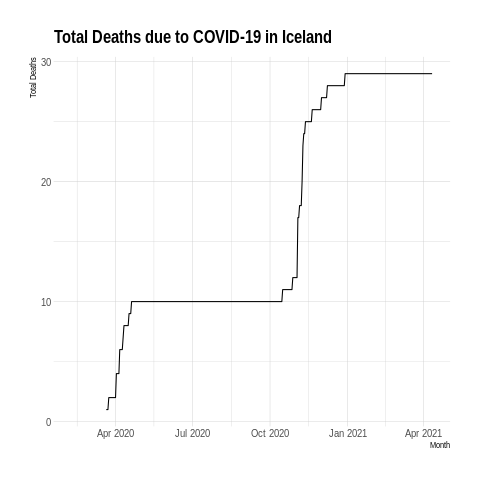 Total Deaths due to COVID-19 in Iceland
Total Deaths
30
20
10
0
Apr 2020 Jul 2020 Oct 2020 Jan 2021 Apr 2021
Month